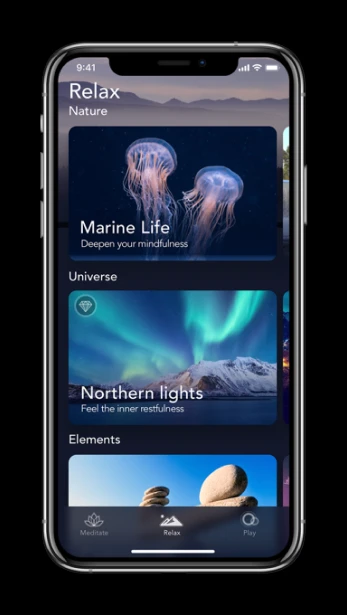 9:41
Relax
Nature
Marine Life
Deepen your mindfulness
Universe
Northern lights
Feel the inner restfulness
Elements
Meditate
Relax
Play